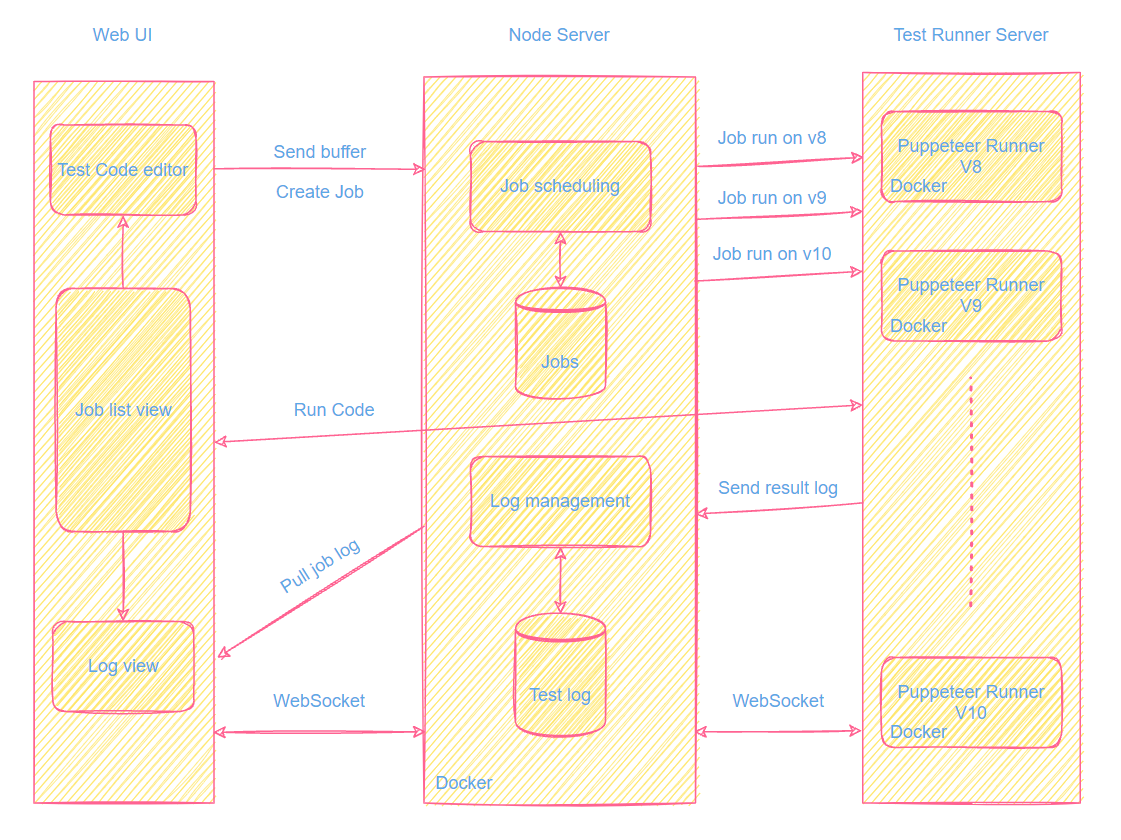 Web UI
Node Server
Test Runner Server
Test Code editor
Send buffer
Create Job
Job scheduling
Job run on v8
Job run on v9
Job run on v10
Puppeteer Runner
V8
Docker
Puppeteer Runner
V9
Docker
Jobs
Job list view
Run Code
Log management
Send result log
Pull job log
Log view
WebSocket
Test log
WebSocket
Puppeteer Runner
V10
Docker
Docker